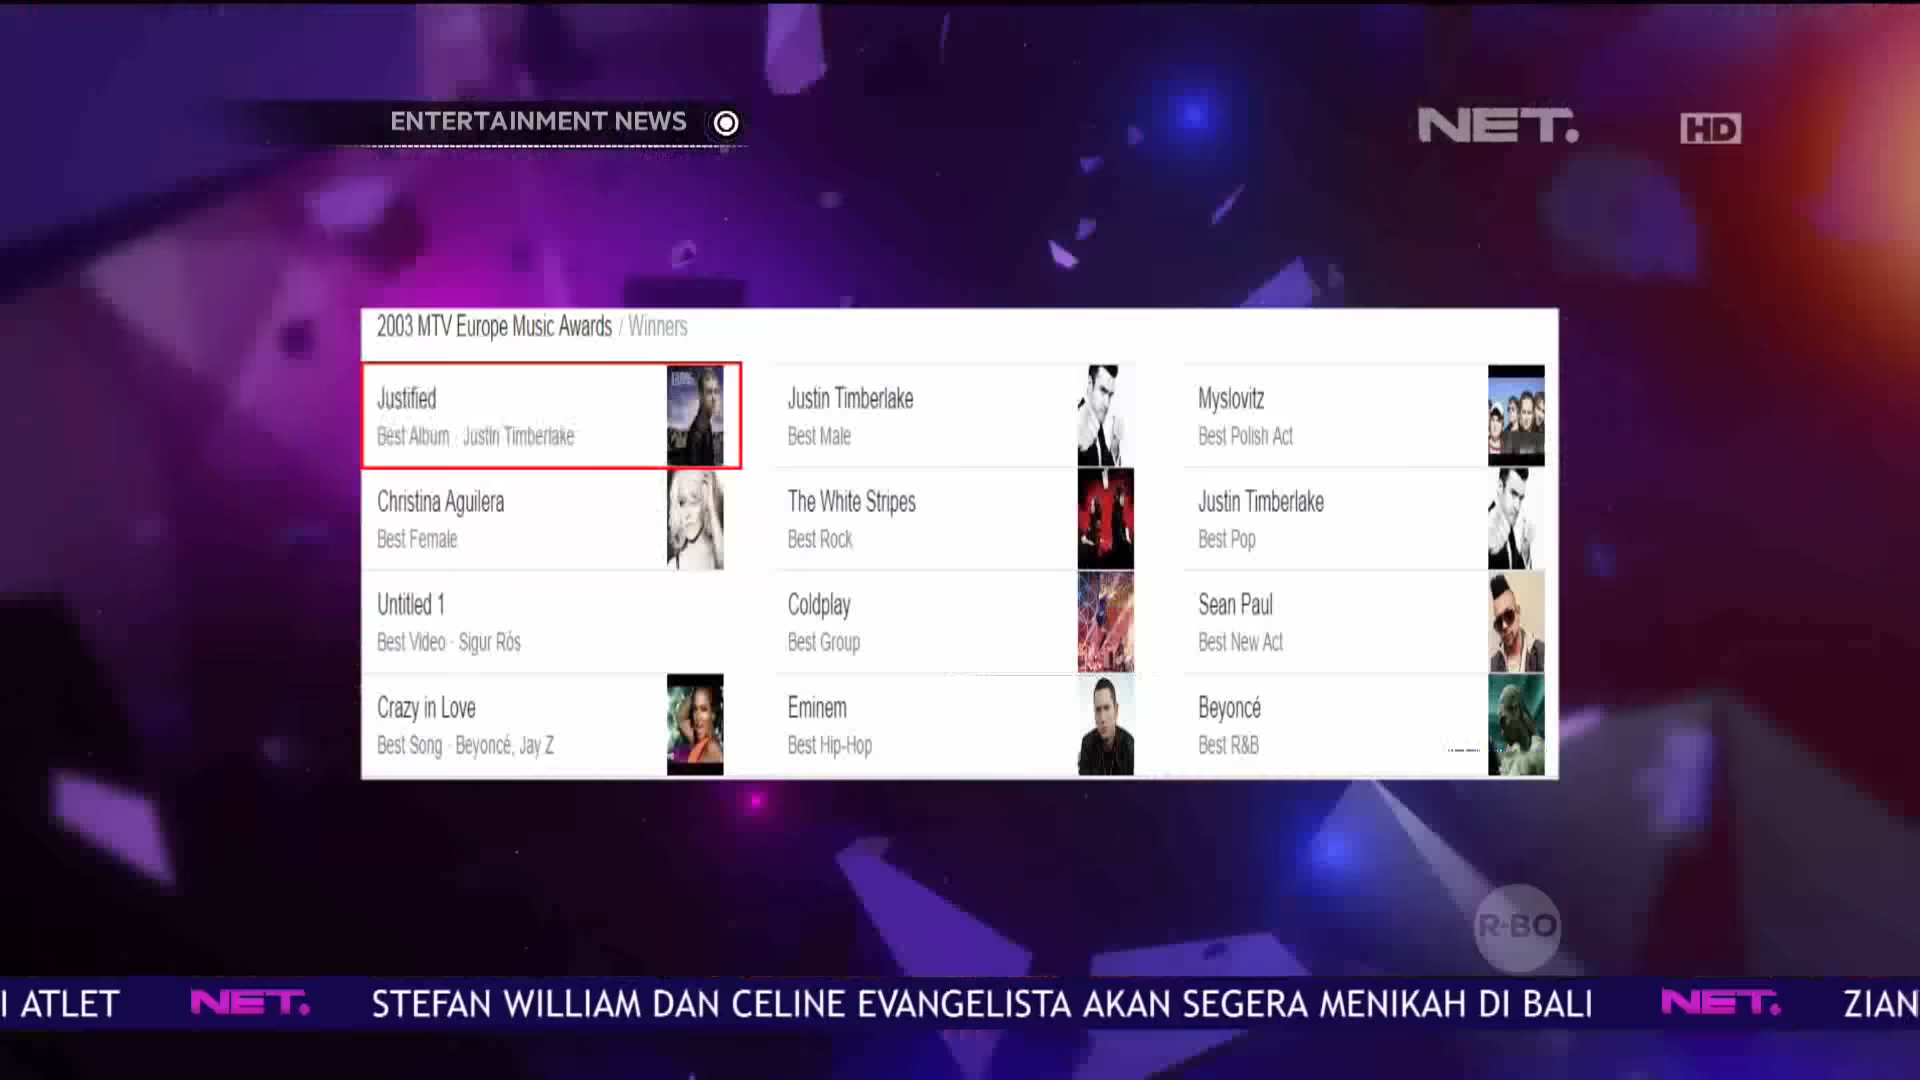 ENTERTAINMENT NEWS
NET.
HD
2003 MTV Europe Music Awards / Winners
Justified
Best Album · Justin Timberlake
Justin Timberlake
Best Male
Myslovitz
Best Polish Act
Christina Aguilera
Best Female
The White Stripes
Best Rock
Justin Timberlake
Best Pop
Untitled 1
Best Video · Sigur Rós
Coldplay
Best Group
Sean Paul
Best New Act
Crazy in Love
Best Song · Beyoncé, Jay Z
Eminem
Best Hip-Hop
Beyoncé
Best R&B
R-BO
I ATLET NET. STEFAN WILLIAM DAN CELINE EVANGELISTA AKAN SEGERA MENIKAH DI BALI NET. ZIAN